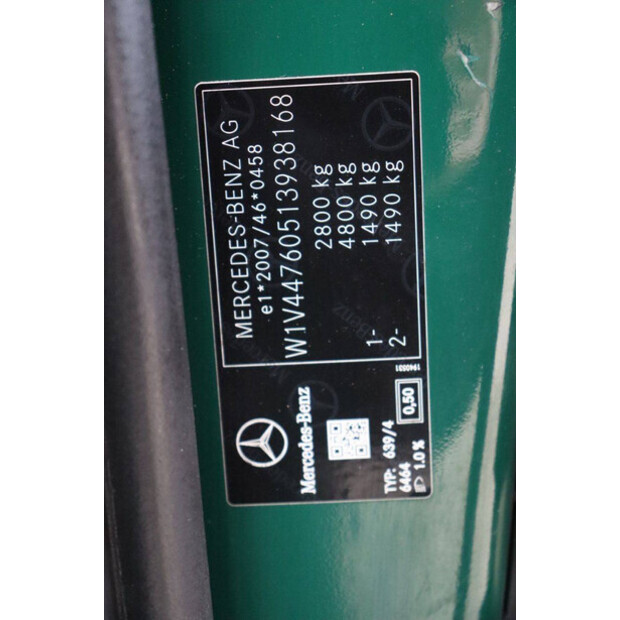 MERCEDES-BENZ AG
e1*2007/46*0458
W1V44760513938168
2800 kg
4800 kg
1- 1490 kg
2- 1490 kg
Mercedes-Benz
TYP: 639/4
6464
0,50
1.0 %
1940031